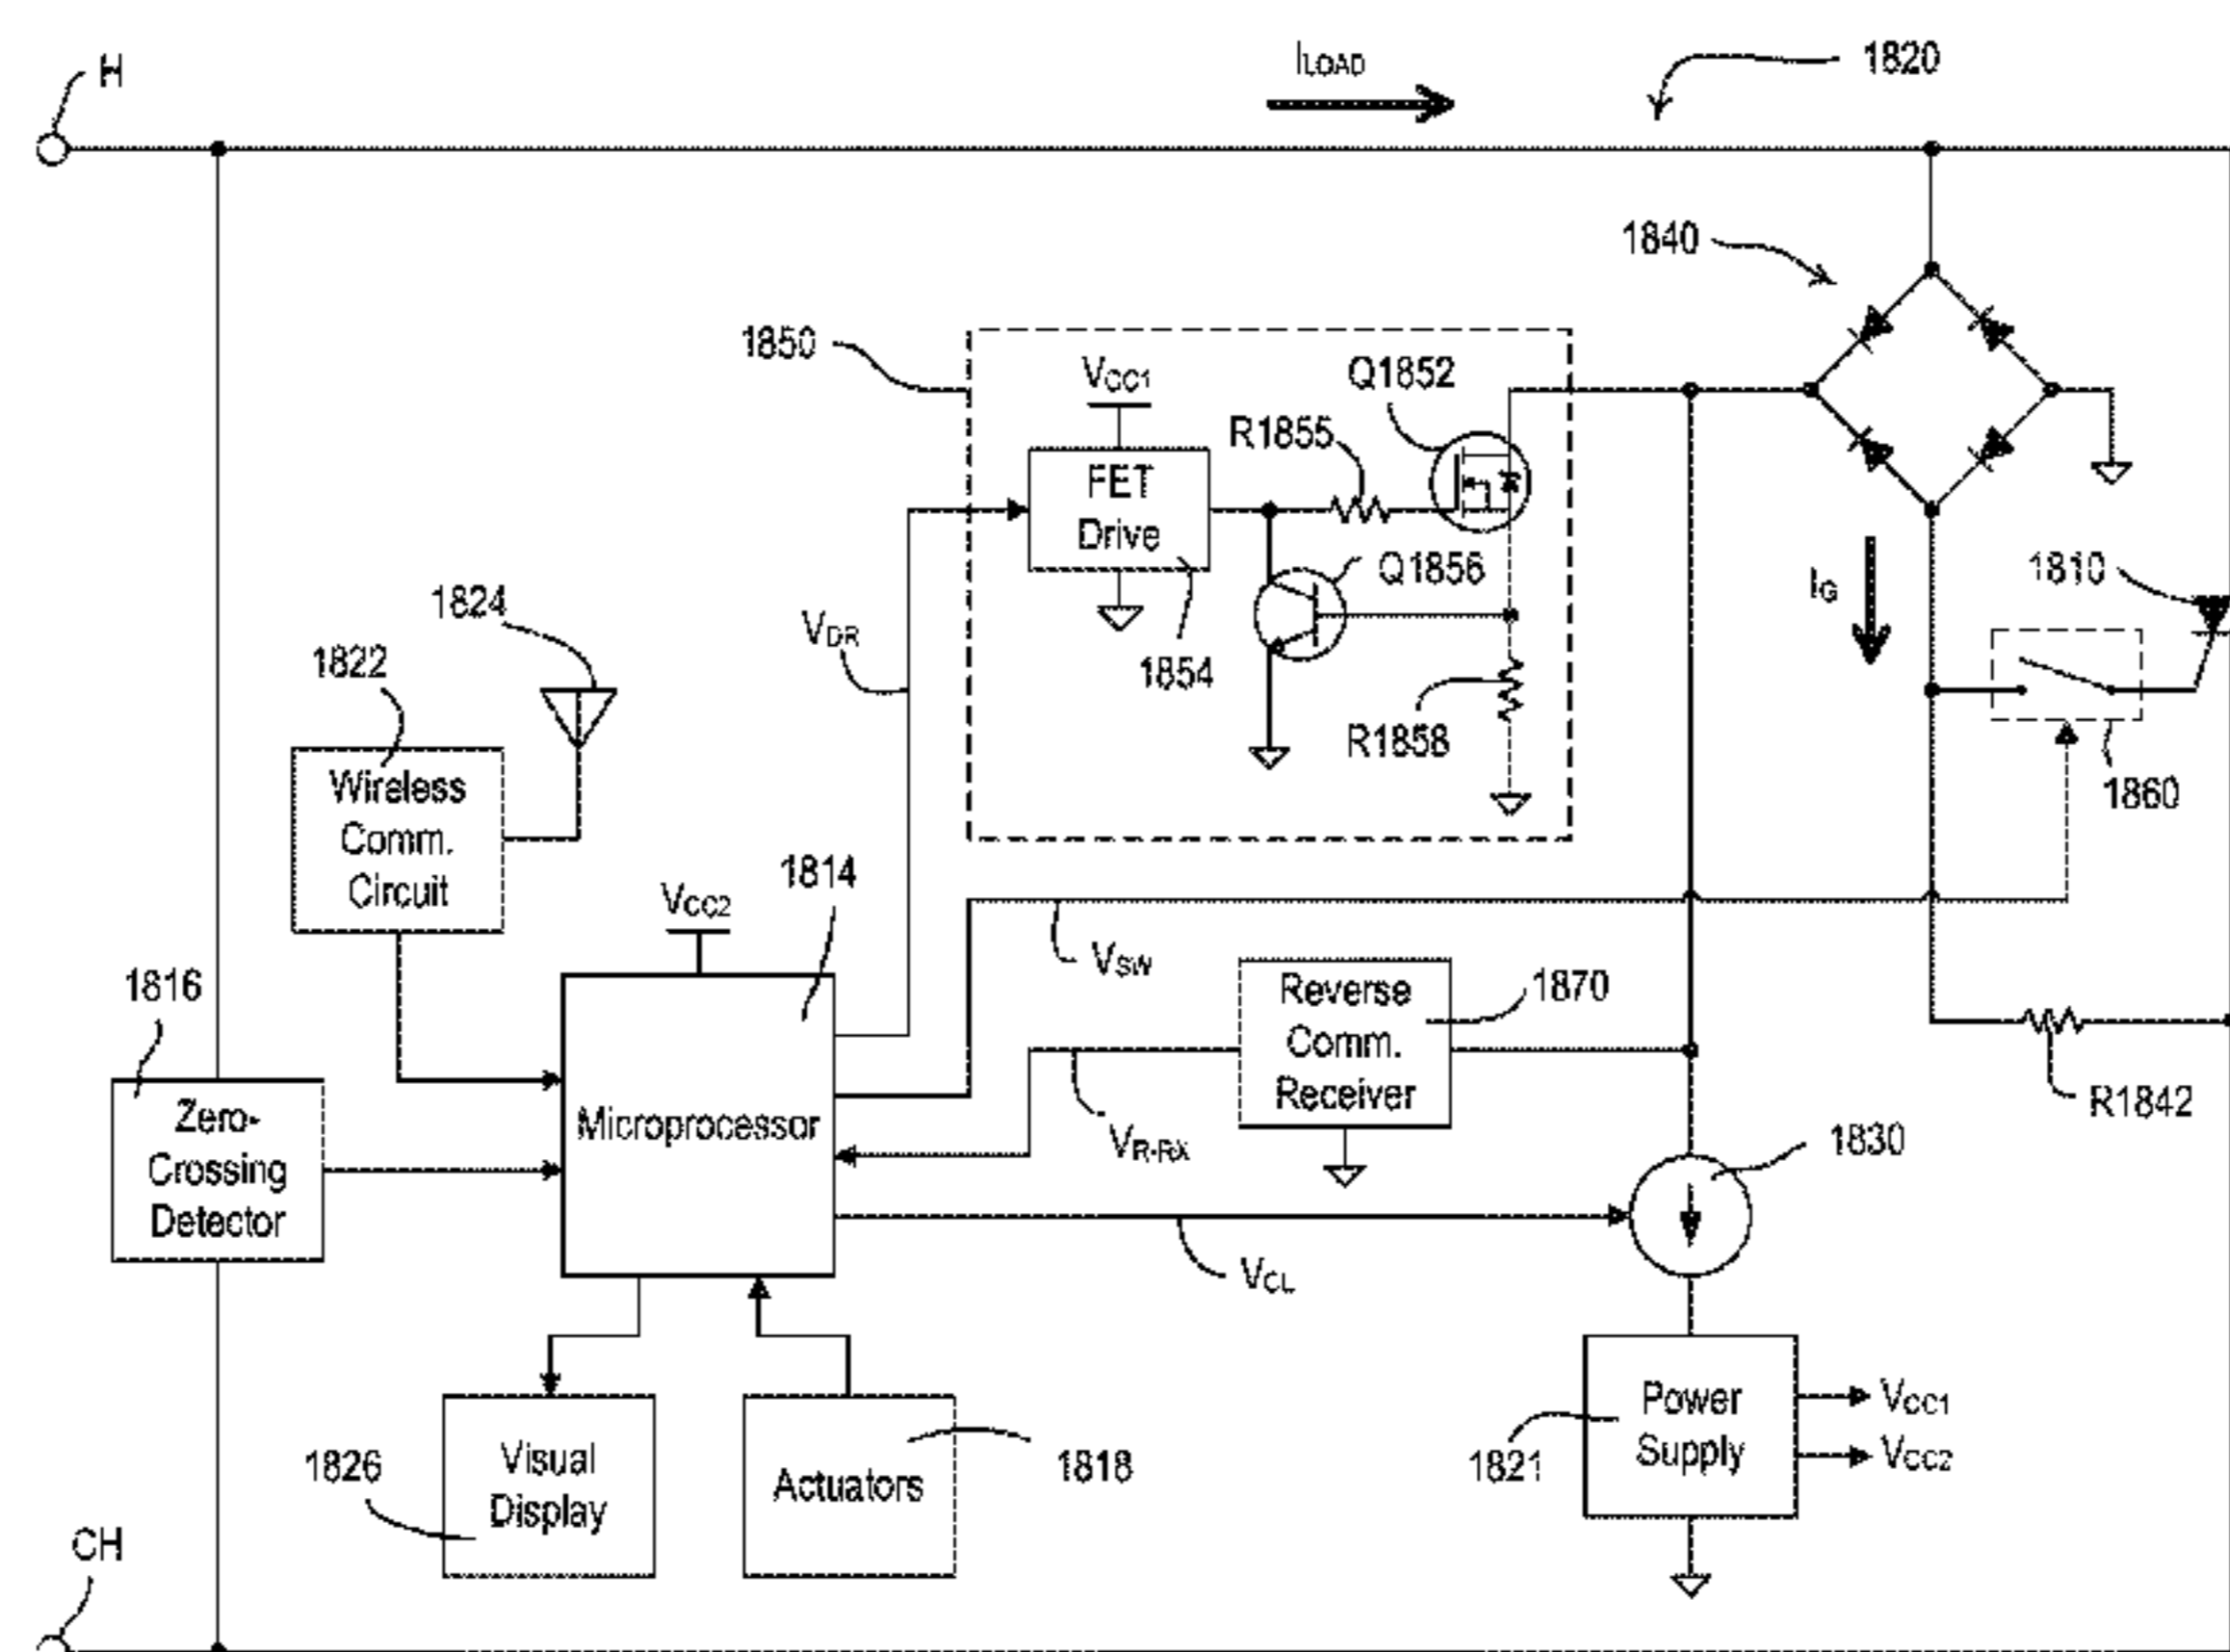 H
ILOAD
1820
1840
1850
VCC1
Q1852
R1855
FET
Drive
Q1856
IG
1810
1824
VDR
1854
1822
R1858
1860
Wireless
Comm.
Circuit
1814
VCC2
VSW
1816
Reverse
Comm.
Receiver
1870
Zero-
Crossing
Detector
Microprocessor
R1842
VR-RX
1830
VCL
Power
Supply
VCC1
VCC2
1821
1826
Visual
Display
Actuators
1818
CH